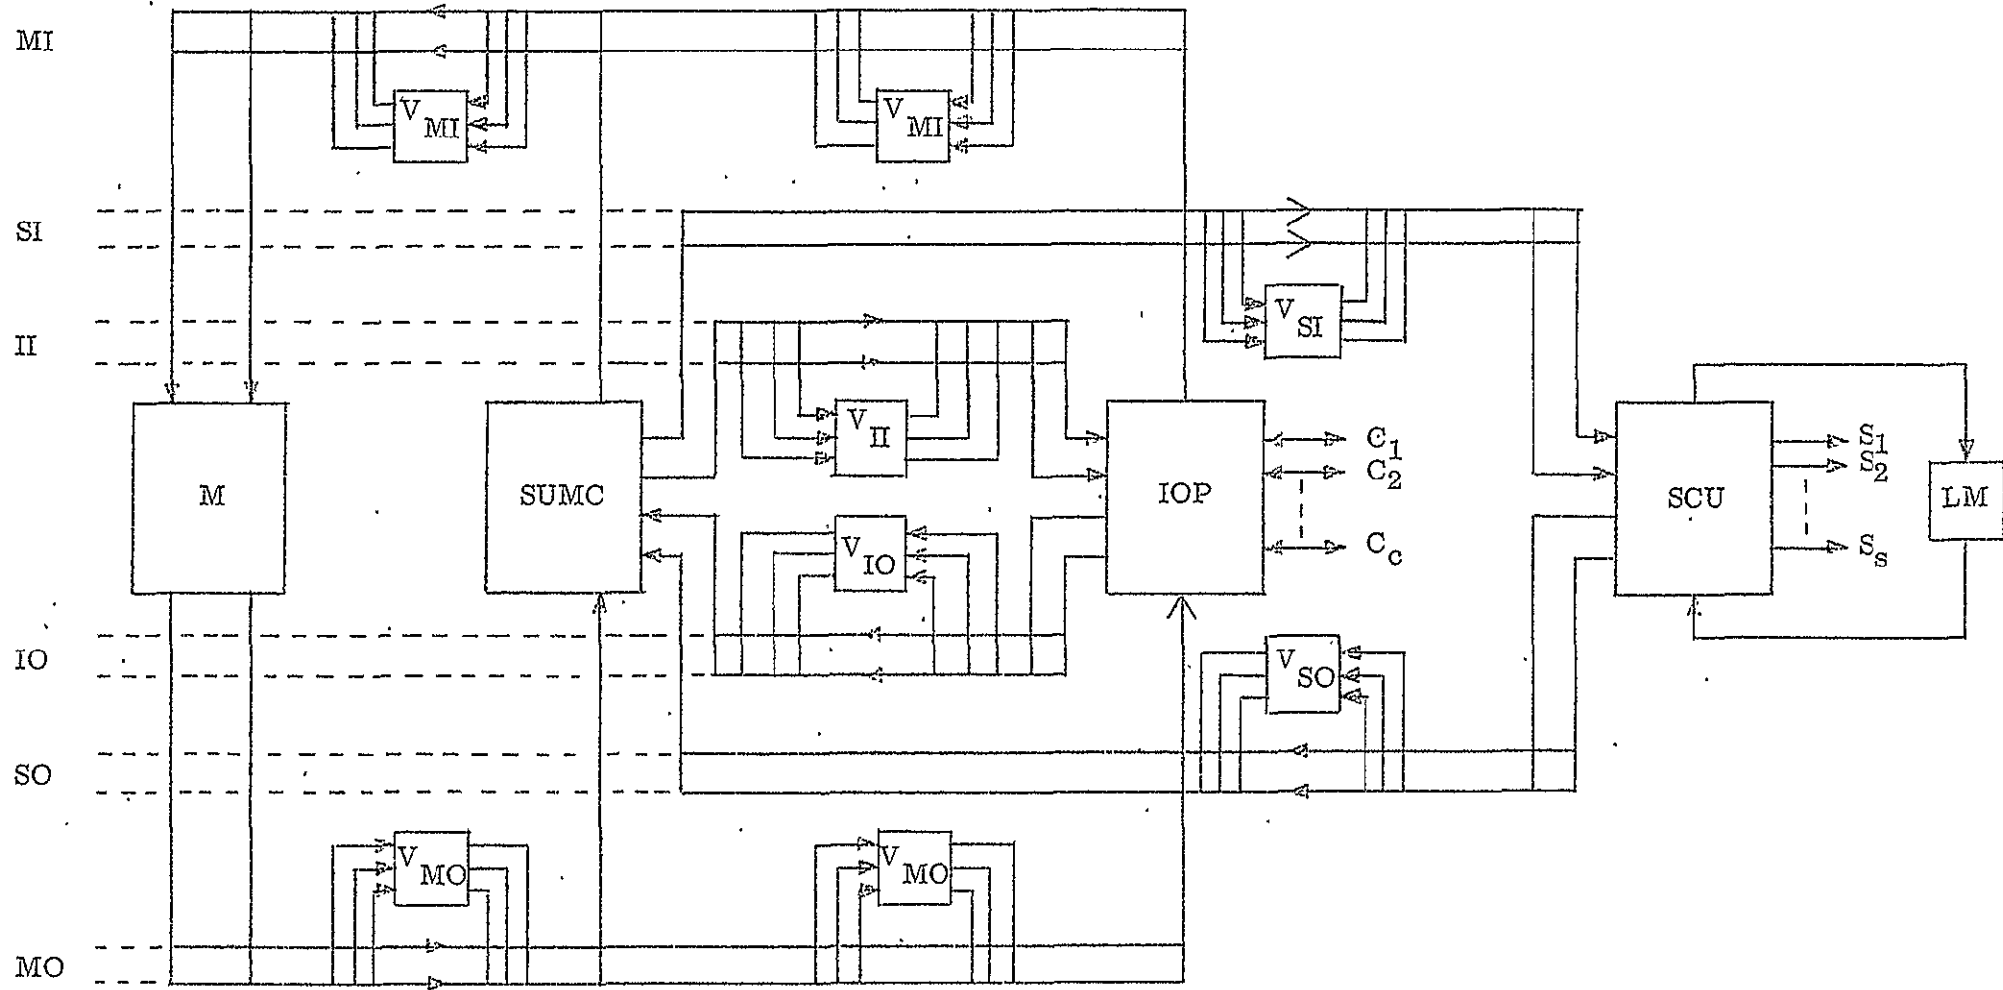 MI
V MI
V MI
SI
V SI
II
V II
M
SUMC
IOP
C1
C2
Cc
SCU
S1
S2
Ss
LM
V IO
IO
V SO
SO
V MO
V MO
MO